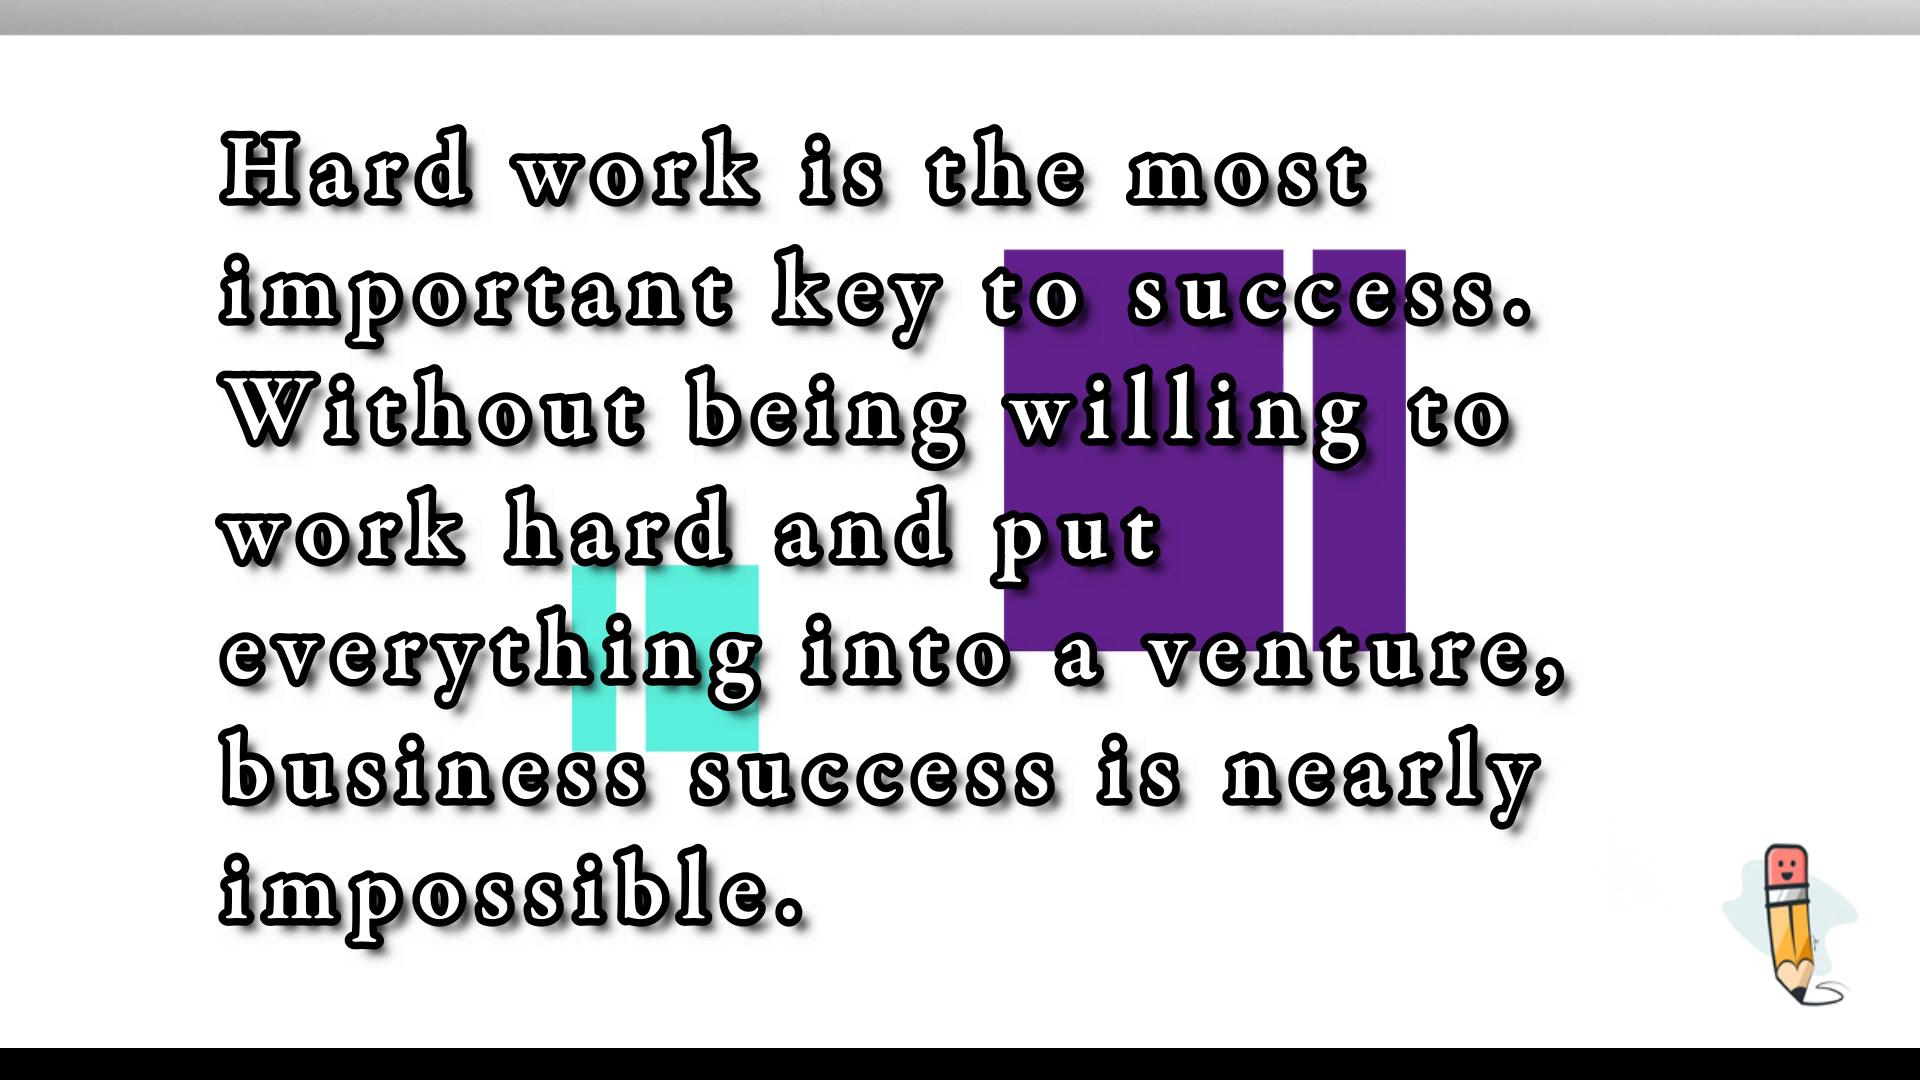 Hard work is the most
important key to success.
Without being willing to
work hard and put
everything into a venture,
business success is nearly
impossible.